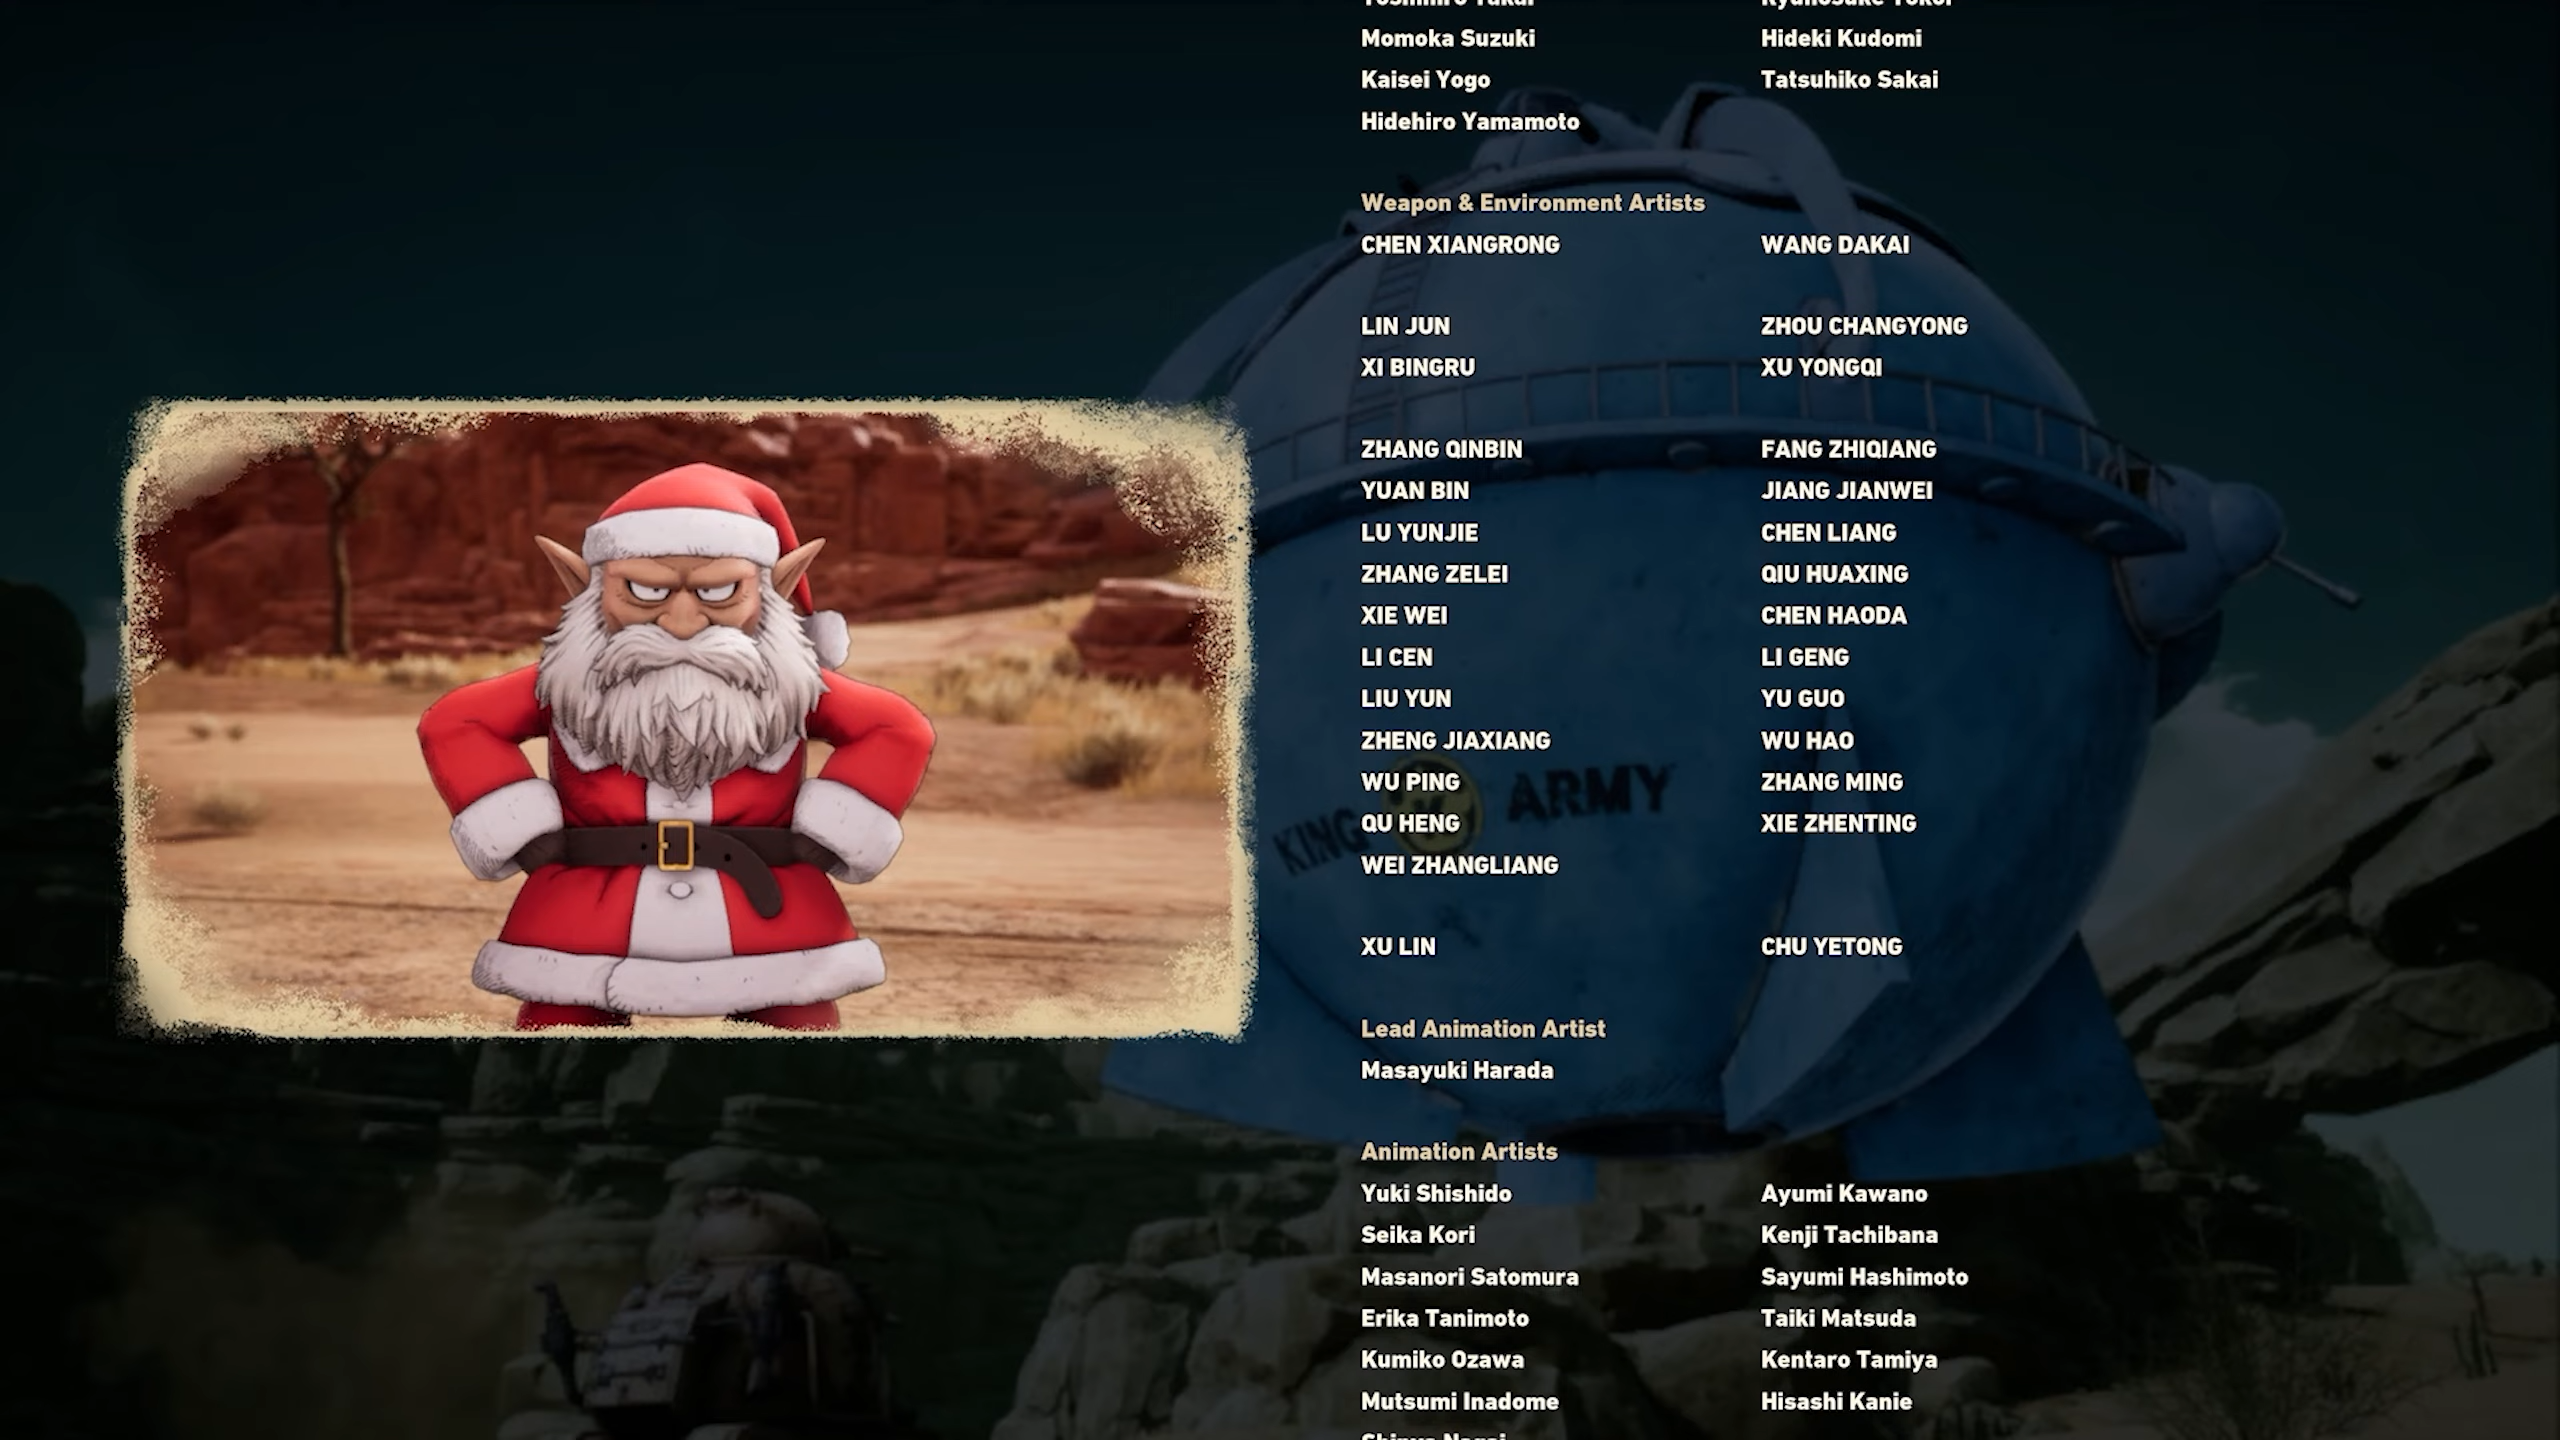 Momoka Suzuki Hideki Kudomi
Kaisei Yogo Tatsuhiko Sakai
Hidehiro Yamamoto
Weapon & Environment Artists
CHEN XIANGRONG WANG DAKAI
LIN JUN ZHOU CHANGYONG
XI BINGRU XU YONGQI
ZHANG QINBIN FANG ZHIQIANG
YUAN BIN JIANG JIANWEI
LU YUNJIE CHEN LIANG
ZHANG ZELEI QIU HUAXING
XIE WEI CHEN HAODA
LI CEN LI GENG
LIU YUN YU GUO
ZHENG JIAXIANG WU HAO
WU PING ZHANG MING
QU HENG XIE ZHENTING
WEI ZHANGLIANG
XU LIN CHU YETONG
Lead Animation Artist
Masayuki Harada
Animation Artists
Yuki Shishido Ayumi Kawano
Seika Kori Kenji Tachibana
Masanori Satomura Sayumi Hashimoto
Erika Tanimoto Taiki Matsuda
Kumiko Ozawa Kentaro Tamiya
Mutsumi Inadome Hisashi Kanie
KING ARMY